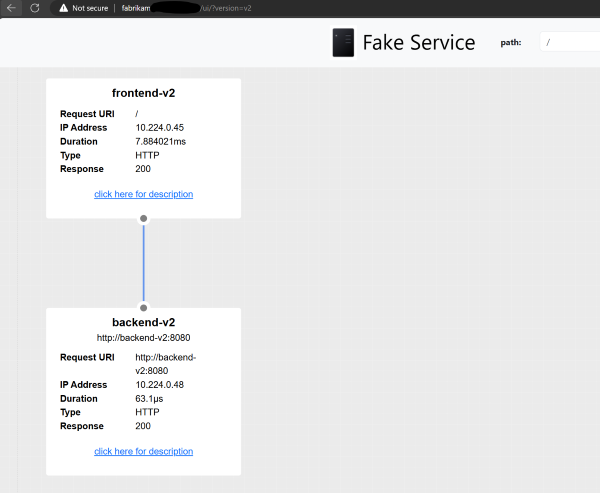 Not secure | fabrikam /ui/?version=v2
Fake Service path: /
frontend-v2
Request URI /
IP Address 10.224.0.45
Duration 7.884021ms
Type HTTP
Response 200
click here for description
backend-v2
http://backend-v2:8080
Request URI http://backend-
v2:8080
IP Address 10.224.0.48
Duration 63.1µs
Type HTTP
Response 200
click here for description